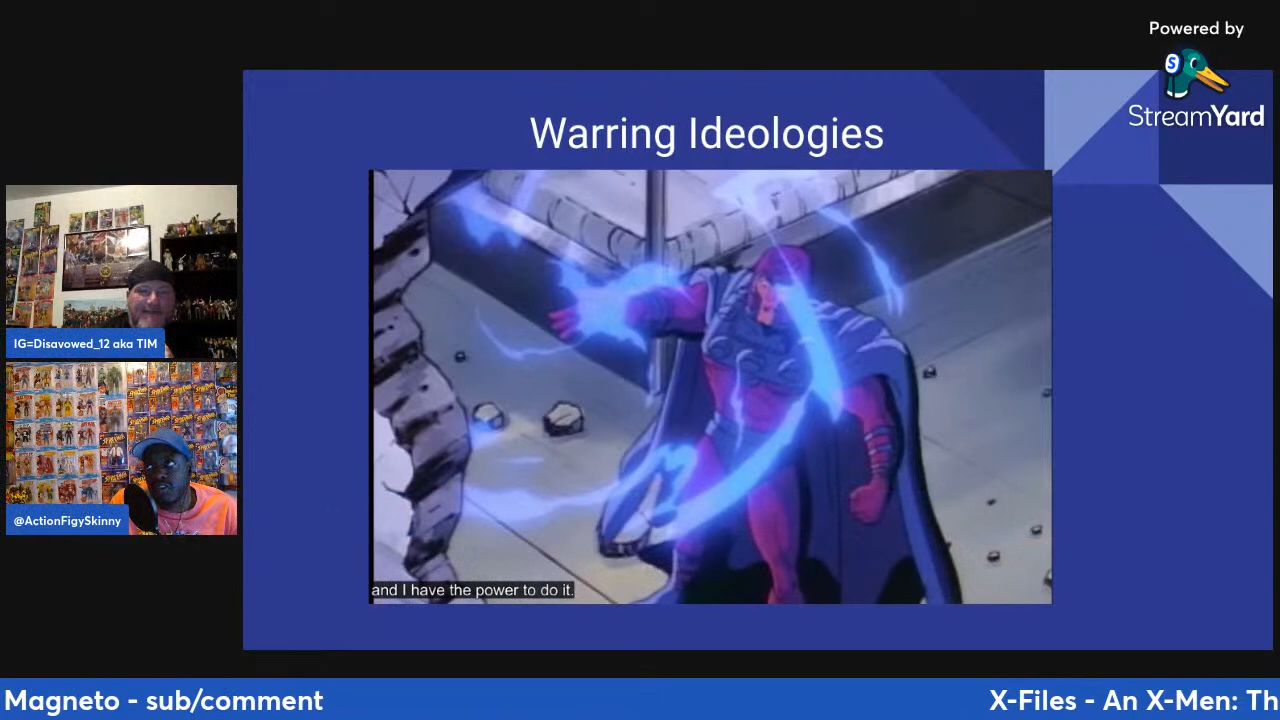 Powered by
S
StreamYard
Warring Ideologies
IG=Disavowed_12 aka TIM
@ActionFigySkinny
and I have the power to do it.
Magneto - sub/comment
X-Files - An X-Men: Th